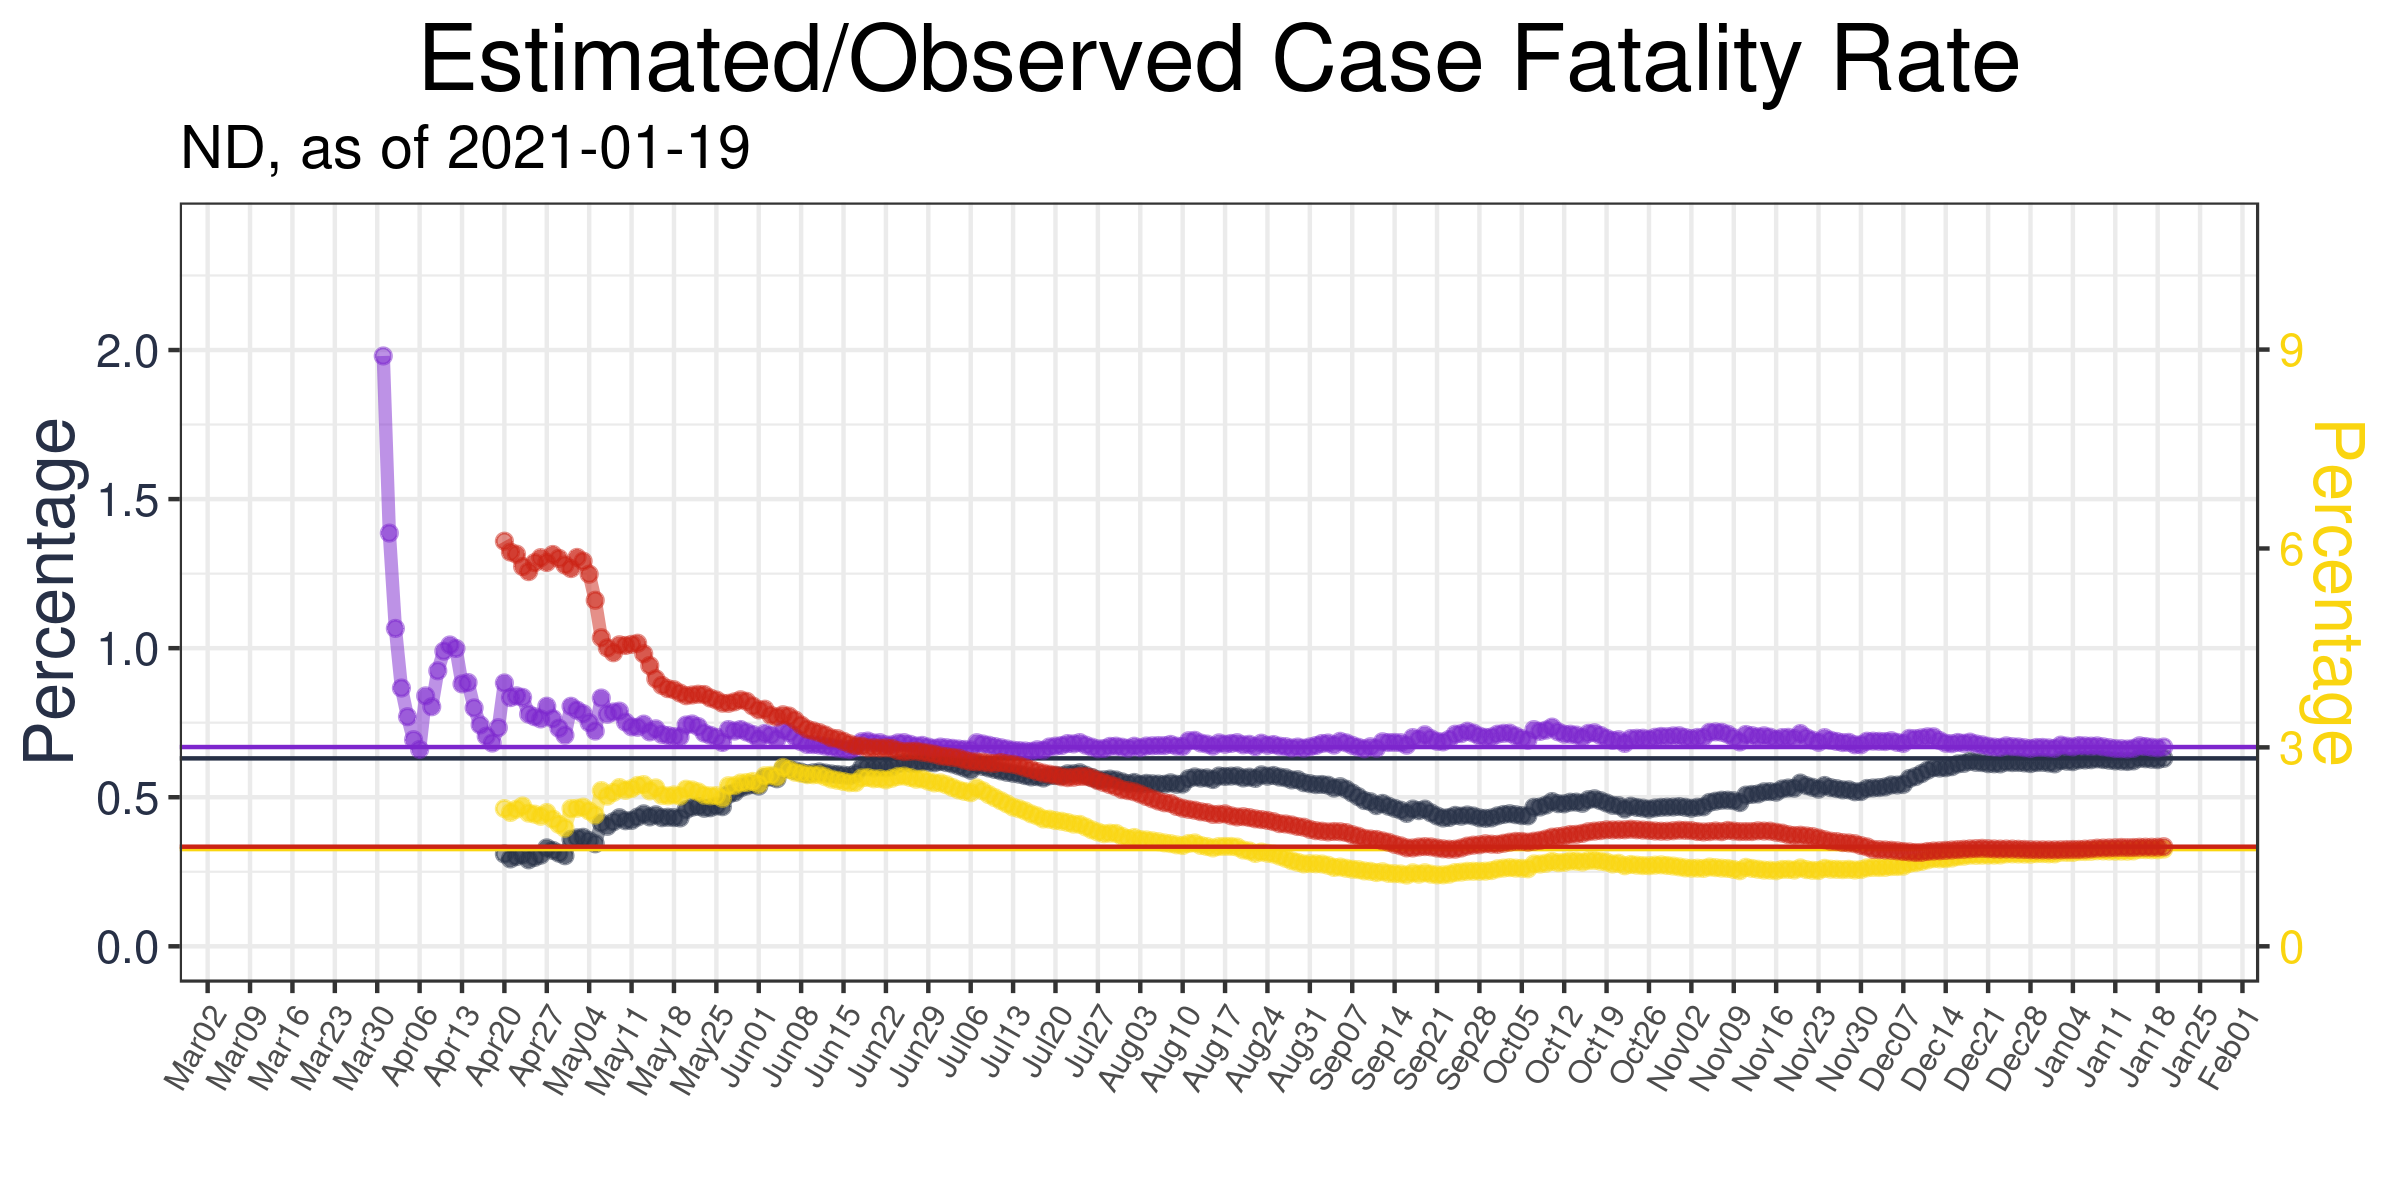 Estimated/Observed Case Fatality Rate
ND, as of 2021-01-19
Percentage
2.0
1.5
1.0
0.5
0.0
9
6
3
0
Percentage
Mar02
Mar09
Mar16
Mar23
Mar30
Apr06
Apr13
Apr20
Apr27
May04
May11
May18
May25
Jun01
Jun08
Jun15
Jun22
Jun29
Jul06
Jul13
Jul20
Jul27
Aug03
Aug10
Aug17
Aug24
Aug31
Sep07
Sep14
Sep21
Sep28
Oct05
Oct12
Oct19
Oct26
Nov02
Nov09
Nov16
Nov23
Nov30
Dec07
Dec14
Dec21
Dec28
Jan04
Jan11
Jan18
Jan25
Feb01